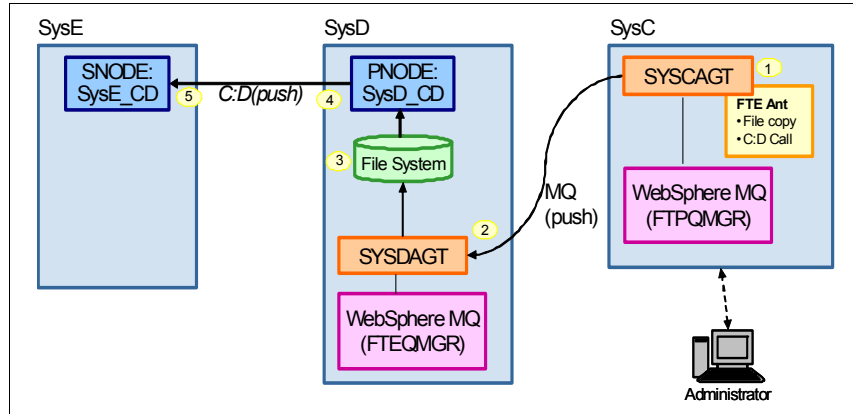 SysE
SysD
SysC
SNODE:
SysE_CD
5
C:D(push)
4
PNODE:
SysD_CD
3
File System
SYSDAGT
2
WebSphere MQ
(FTEQMGR)
MQ
(push)
SYSCAGT
1
FTE Ant
• File copy
• C:D Call
WebSphere MQ
(FTPQMGR)
Administrator